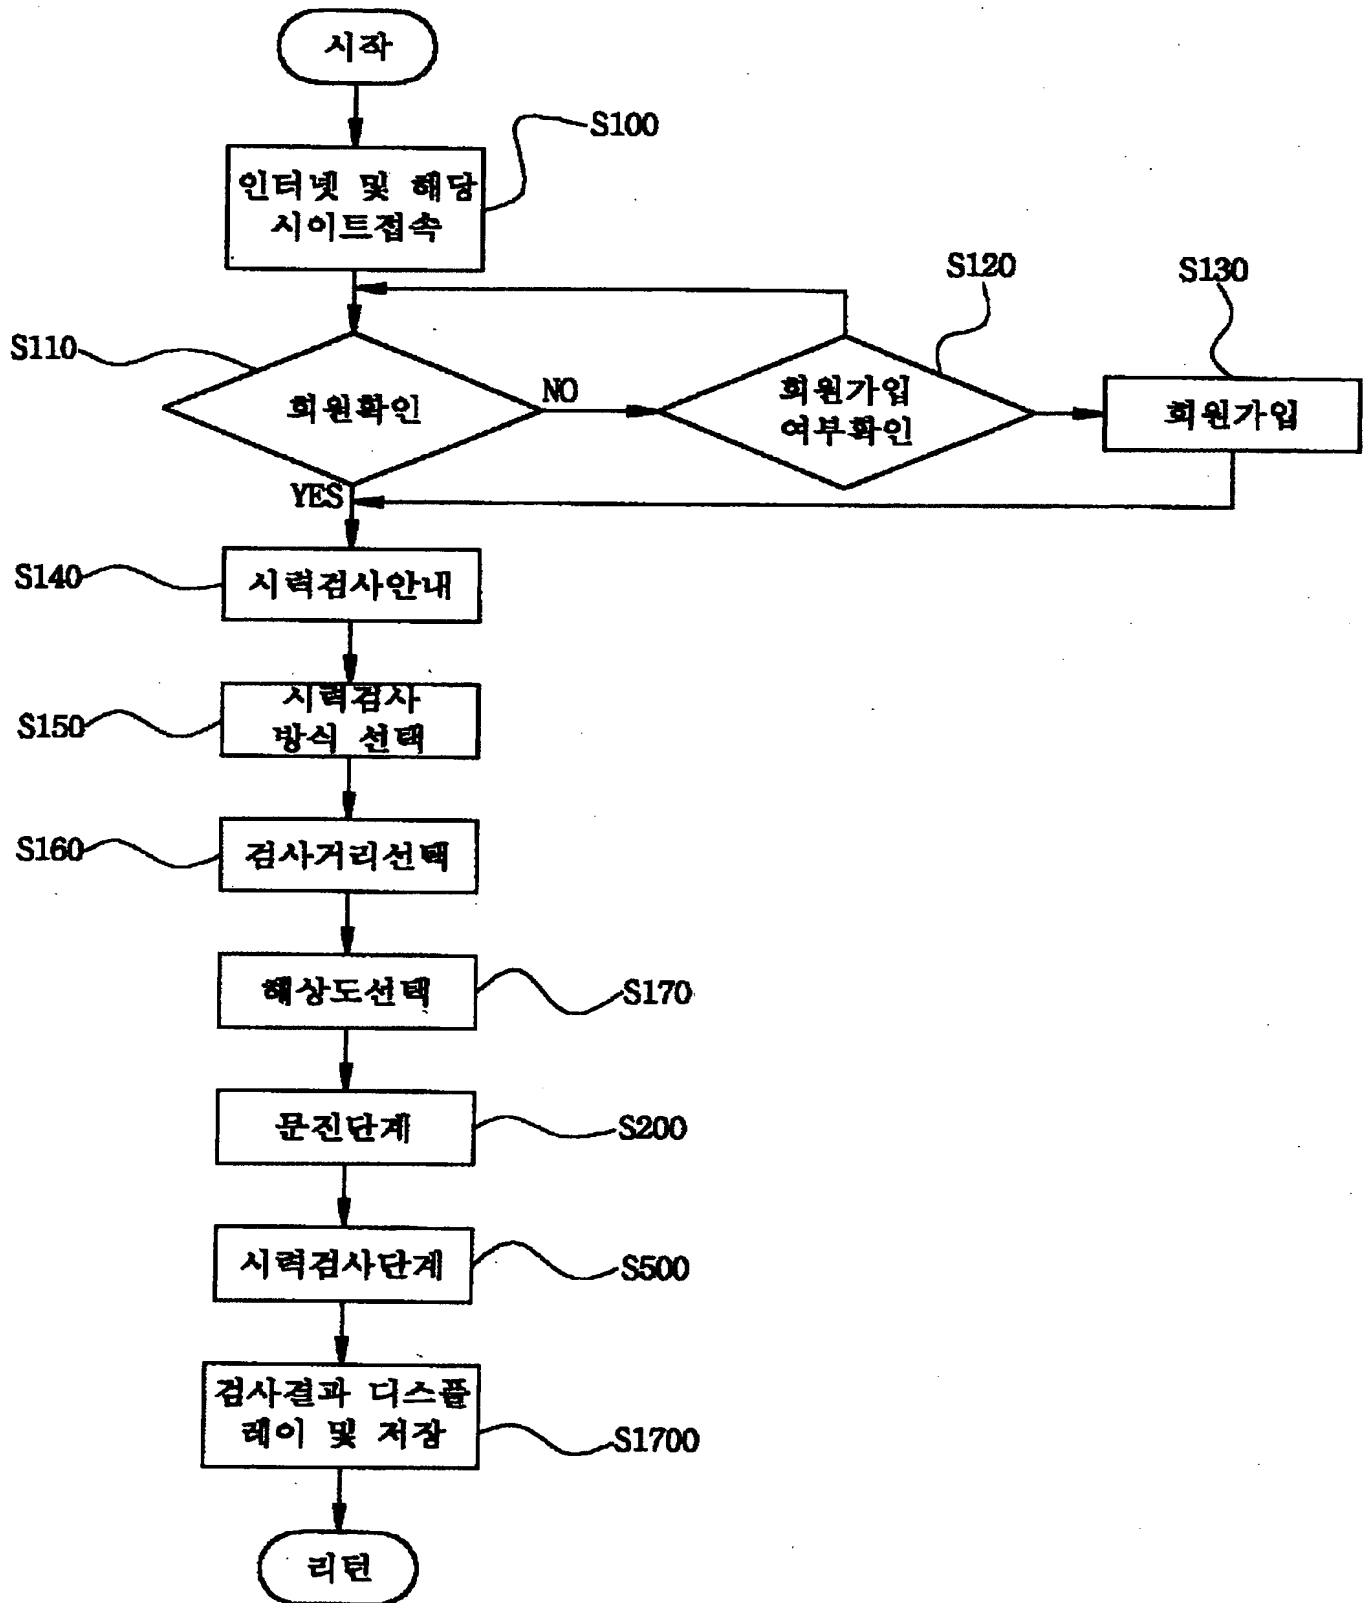 시작
S100
인터넷 및 해당
시이트접속
S120
S130
S110
회원확인
NO
회원가입
여부확인
회원가입
YES
S140
시력검사안내
S150
시력검사
방식 선택
S160
검사거리선택
해상도선택
S170
문진단계
S200
시력검사단계
S500
검사결과 디스플
레이 및 저장
S1700
리턴